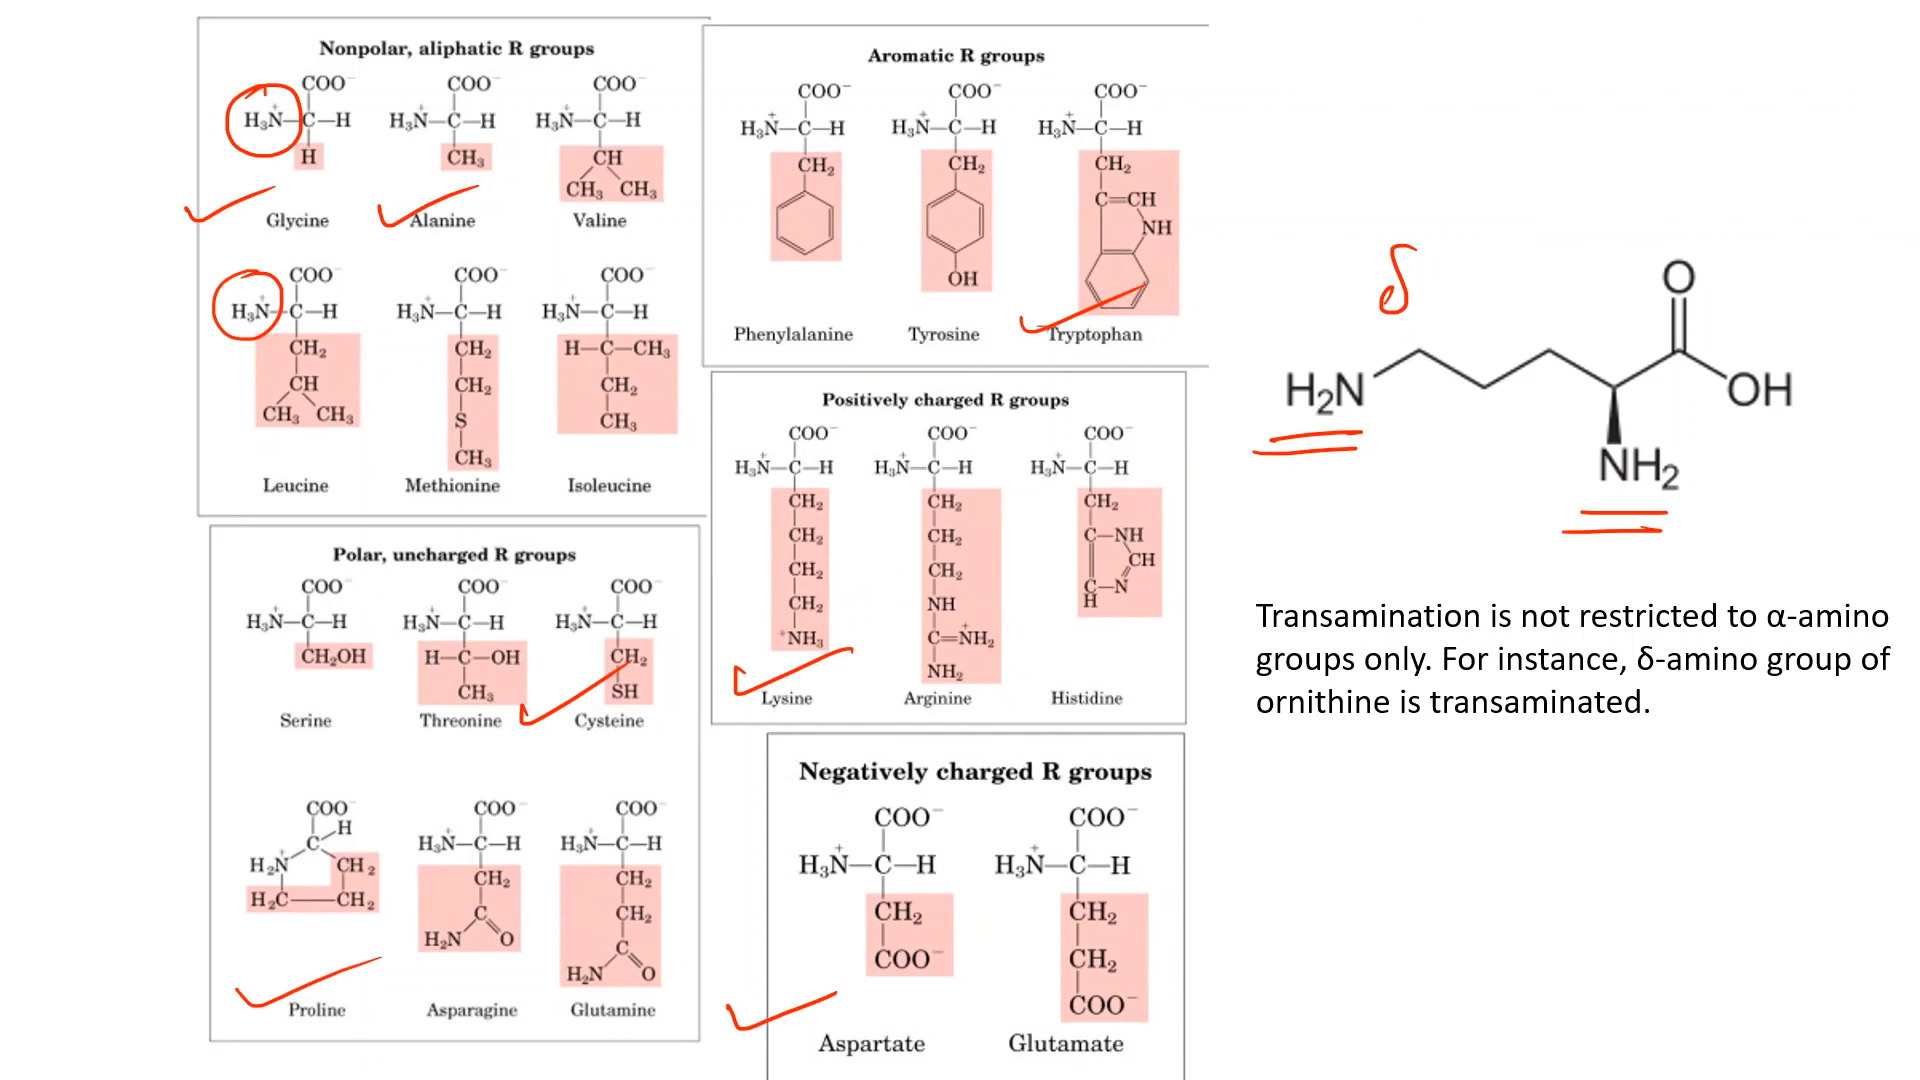 Nonpolar, aliphatic R groups
COO⁻ COO⁻ COO⁻
H₃N⁺—C—H H₃N⁺—C—H H₃N⁺—C—H
H CH₃ CH
CH₃ CH₃
Glycine Alanine Valine
COO⁻ COO⁻ COO⁻
H₃N⁺—C—H H₃N⁺—C—H H₃N⁺—C—H
CH₂ CH₂ H—C—CH₃
CH CH₂ CH₂
CH₃ CH₃ S CH₃
CH₃
Leucine Methionine Isoleucine
Aromatic R groups
COO⁻ COO⁻ COO⁻
H₃N⁺—C—H H₃N⁺—C—H H₃N⁺—C—H
CH₂ CH₂ CH₂
C=CH
NH
OH
Phenylalanine Tyrosine Tryptophan
Positively charged R groups
COO⁻ COO⁻ COO⁻
H₃N⁺—C—H H₃N⁺—C—H H₃N⁺—C—H
CH₂ CH₂ CH₂
CH₂ CH₂ C—NH
CH₂ CH₂ CH
CH₂ NH C—N
⁺NH₃ C=N⁺H₂ H
NH₂
Lysine Arginine Histidine
Polar, uncharged R groups
COO⁻ COO⁻ COO⁻
H₃N⁺—C—H H₃N⁺—C—H H₃N⁺—C—H
CH₂OH H—C—OH CH₂
CH₃ SH
Serine Threonine Cysteine
COO⁻ COO⁻ COO⁻
H
C H₃N⁺—C—H H₃N⁺—C—H
H₂N⁺ CH₂ CH₂ CH₂
H₂C—CH₂ C CH₂
H₂N O C
H₂N O
Proline Asparagine Glutamine
Negatively charged R groups
COO⁻ COO⁻
H₃N⁺—C—H H₃N⁺—C—H
CH₂ CH₂
COO⁻ CH₂
COO⁻
Aspartate Glutamate
δ
O
H₂N OH
NH₂
Transamination is not restricted to α-amino
groups only. For instance, δ-amino group of
ornithine is transaminated.